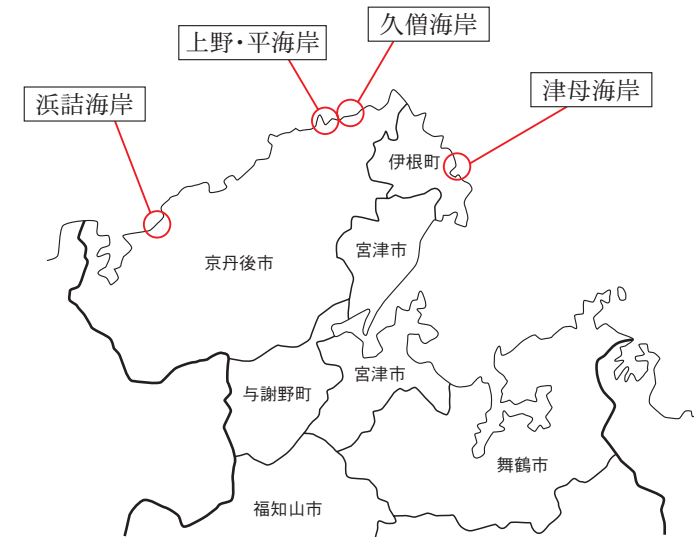 久僧海岸
上野・平海岸
浜詰海岸
津母海岸
伊根町
宮津市
京丹後市
宮津市
与謝野町
舞鶴市
福知山市